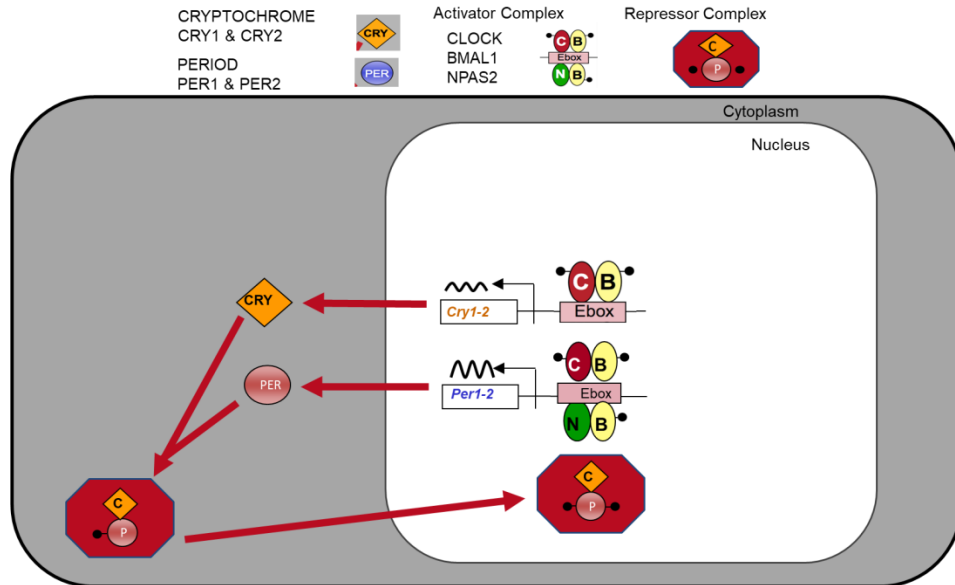 CRYPTOCHROME
CRY1 & CRY2
CRY
PERIOD
PER1 & PER2
PER
Activator Complex
CLOCK
BMAL1
NPAS2
C B
Ebox
N B
Repressor Complex
C
P
Cytoplasm
Nucleus
CRY
Cry1-2
C B
Ebox
PER
Per1-2
C B
Ebox
N B
C
P
C
P